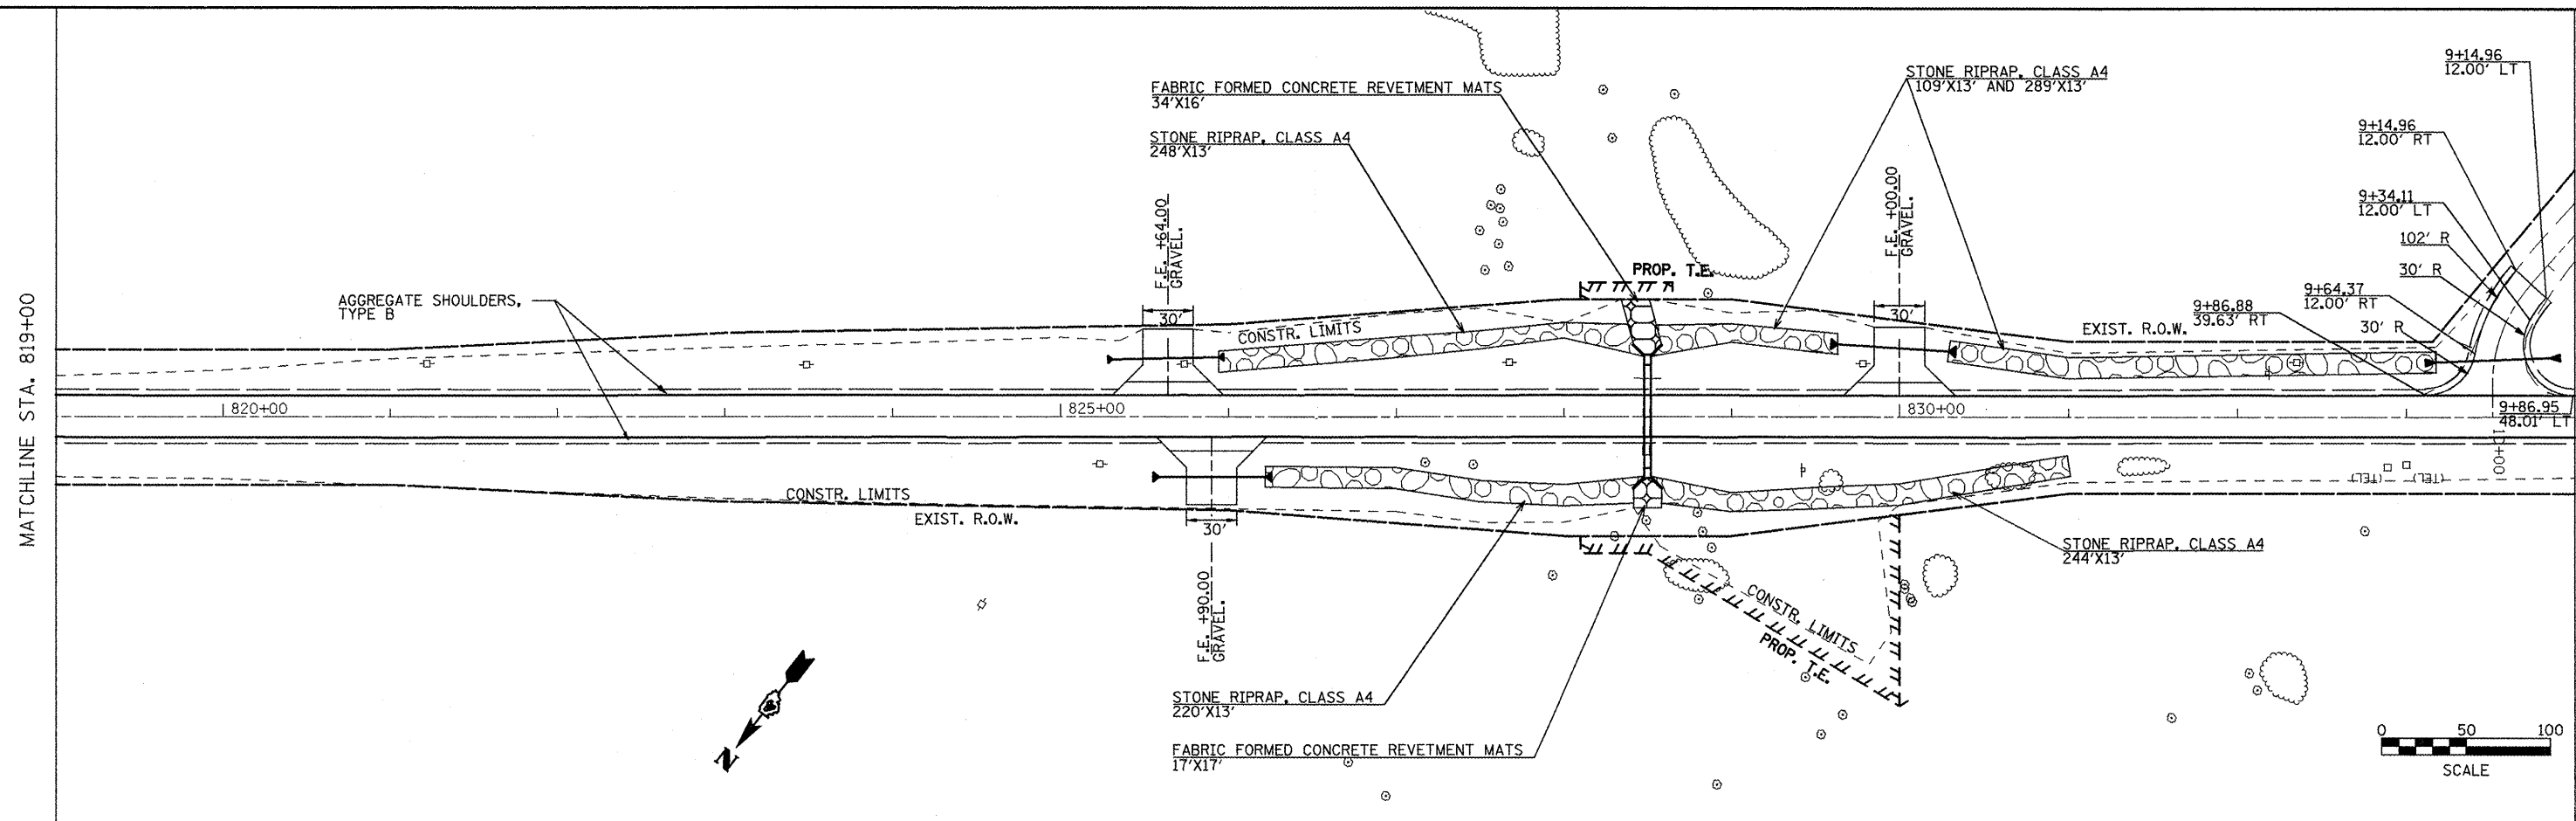 9+14.96
12.00' LT
STONE RIPRAP, CLASS A4
109'X13' AND 289'X13'
FABRIC FORMED CONCRETE REVETMENT MATS
34'X16'
9+14.96
12.00' RT
STONE RIPRAP, CLASS A4
248'X13'
9+34.11
12.00' LT
F.E. +64.00
GRAVEL.
F.E. +00.00
GRAVEL.
102' R
30' R
PROP. T.E.
9+64.37
12.00' RT
AGGREGATE SHOULDERS,
TYPE B
9+86.88
39.63' RT
30'
30'
30' R
CONSTR. LIMITS
EXIST. R.O.W.
MATCHLINE STA. 819+00
820+00
825+00
830+00
9+86.95
48.01' LT
10+00
(TEL)
(TEL)
CONSTR. LIMITS
EXIST. R.O.W.
30'
STONE RIPRAP, CLASS A4
244'X13'
F.E. +90.00
GRAVEL.
CONSTR. LIMITS
PROP. T.E.
N
STONE RIPRAP, CLASS A4
220'X13'
FABRIC FORMED CONCRETE REVETMENT MATS
17'X17'
0 50 100
SCALE